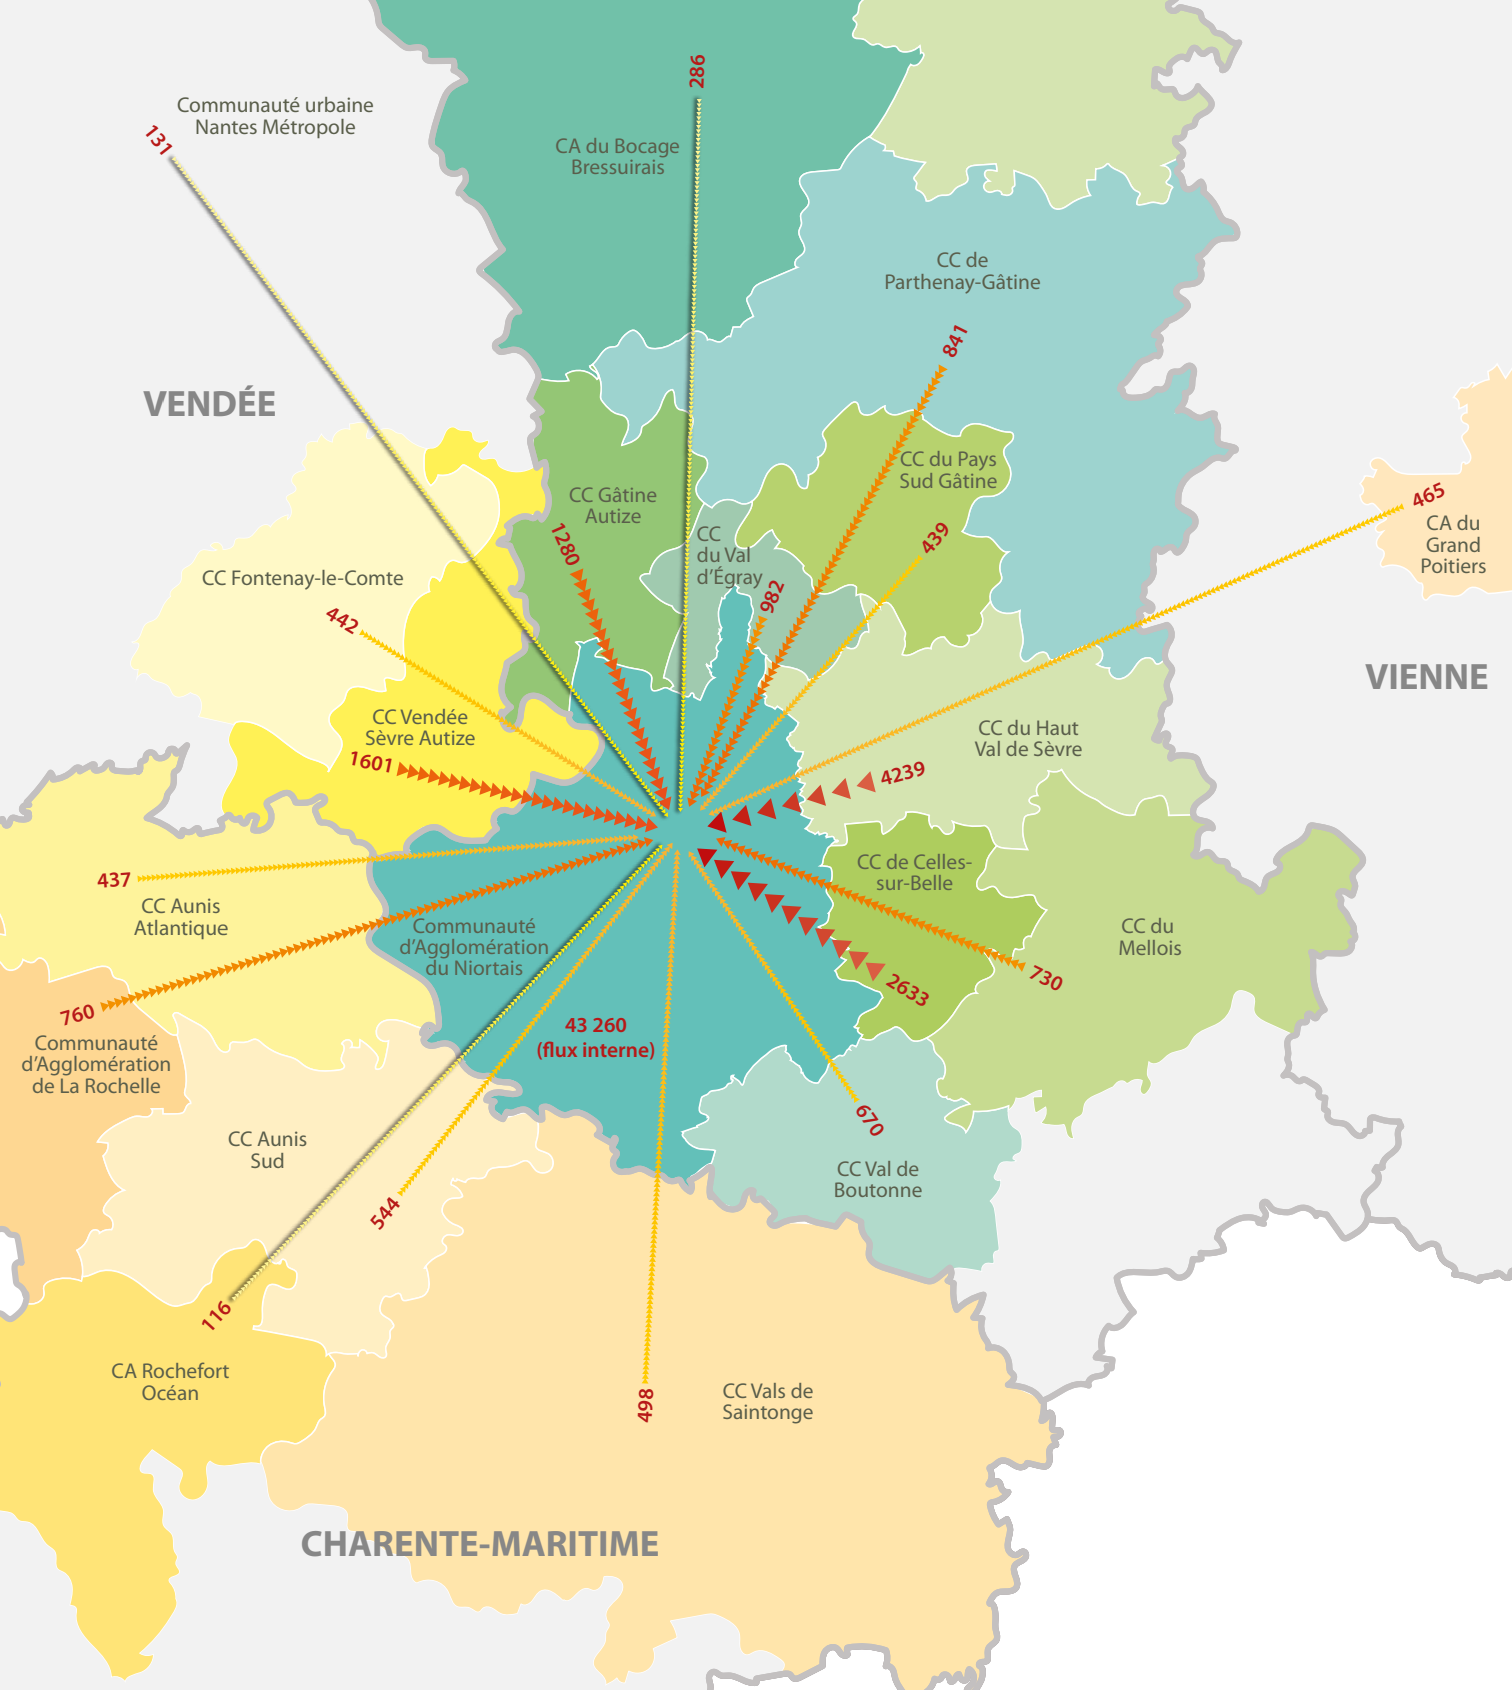 286
Communauté urbaine
Nantes Métropole
131
CA du Bocage
Bressuirais
CC de
Parthenay-Gâtine
841
VENDÉE
CC du Pays
Sud Gâtine
CC Gâtine
Autize
465
CA du
Grand
Poitiers
1280
CC
du Val
d'Égray
439
CC Fontenay-le-Comte
982
442
VIENNE
CC Vendée
Sèvre Autize
CC du Haut
Val de Sèvre
1601
4239
437
CC de Celles-
sur-Belle
CC Aunis
Atlantique
Communauté
d'Agglomération
du Niortais
CC du
Mellois
730
2633
760
43 260
(flux interne)
Communauté
d'Agglomération
de La Rochelle
670
CC Aunis
Sud
CC Val de
Boutonne
544
116
CA Rochefort
Océan
498
CC Vals de
Saintonge
CHARENTE-MARITIME